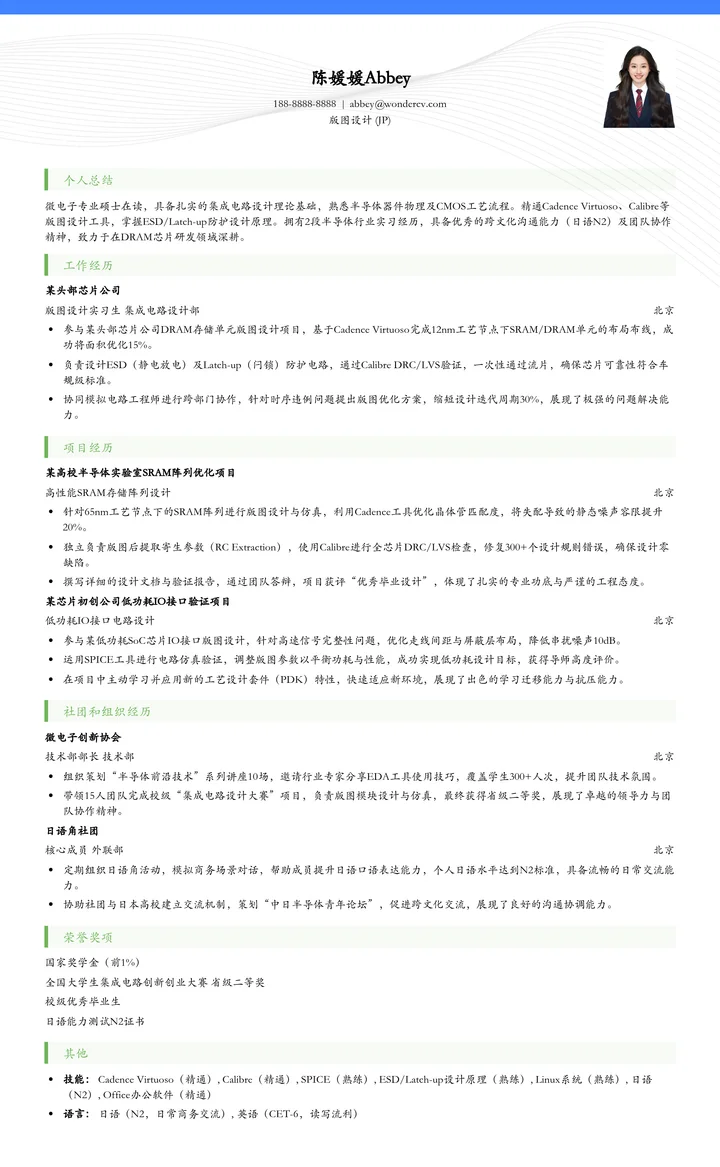 陈媛媛Abbey
188-8888-8888 | abbey@wondercv.com
版图设计 (JP)
个人总结
微电子专业硕士在读，具备扎实的集成电路设计理论基础，熟悉半导体器件物理及CMOS工艺流程。精通Cadence Virtuoso、Calibre等
版图设计工具，掌握ESD/Latch-up防护设计原理。拥有2段半导体行业实习经历，具备优秀的跨文化沟通能力（日语N2）及团队协作
精神，致力于在DRAM芯片研发领域深耕。
工作经历
某头部芯片公司
版图设计实习生 集成电路设计部 北京
• 参与某头部芯片公司DRAM存储单元版图设计项目，基于Cadence Virtuoso完成12nm工艺节点下SRAM/DRAM单元的布局布线，成
功将面积优化15%。
• 负责设计ESD（静电放电）及Latch-up（闩锁）防护电路，通过Calibre DRC/LVS验证，一次性通过流片，确保芯片可靠性符合车
规级标准。
• 协同模拟电路工程师进行跨部门协作，针对时序违例问题提出版图优化方案，缩短设计迭代周期30%，展现了极强的问题解决能
力。
项目经历
某高校半导体实验室SRAM阵列优化项目
高性能SRAM存储阵列设计 北京
• 针对65nm工艺节点下的SRAM阵列进行版图设计与仿真，利用Cadence工具优化晶体管匹配度，将失配导致的静态噪声容限提升
20%。
• 独立负责版图后提取寄生参数（RC Extraction），使用Calibre进行全芯片DRC/LVS检查，修复300+个设计规则错误，确保设计零
缺陷。
• 撰写详细的设计文档与验证报告，通过团队答辩，项目获评“优秀毕业设计”，体现了扎实的专业功底与严谨的工程态度。
某芯片初创公司低功耗IO接口验证项目
低功耗IO接口电路设计 北京
• 参与某低功耗SoC芯片IO接口版图设计，针对高速信号完整性问题，优化走线间距与屏蔽层布局，降低串扰噪声10dB。
• 运用SPICE工具进行电路仿真验证，调整版图参数以平衡功耗与性能，成功实现低功耗设计目标，获得导师高度评价。
• 在项目中主动学习并应用新的工艺设计套件（PDK）特性，快速适应新环境，展现了出色的学习迁移能力与抗压能力。
社团和组织经历
微电子创新协会
技术部部长 技术部 北京
• 组织策划“半导体前沿技术”系列讲座10场，邀请行业专家分享EDA工具使用技巧，覆盖学生300+人次，提升团队技术氛围。
• 带领15人团队完成校级“集成电路设计大赛”项目，负责版图模块设计与仿真，最终获得省级二等奖，展现了卓越的领导力与团
队协作精神。
日语角社团
核心成员 外联部 北京
• 定期组织日语角活动，模拟商务场景对话，帮助成员提升日语口语表达能力，个人日语水平达到N2标准，具备流畅的日常交流能
力。
• 协助社团与日本高校建立交流机制，策划“中日半导体青年论坛”，促进跨文化交流，展现了良好的沟通协调能力。
荣誉奖项
国家奖学金（前1%）
全国大学生集成电路创新创业大赛 省级二等奖
校级优秀毕业生
日语能力测试N2证书
其他
• 技能： Cadence Virtuoso（精通）, Calibre（精通）, SPICE（熟练）, ESD/Latch-up设计原理（熟练）, Linux系统（熟练）, 日语
（N2）, Office办公软件（精通）
• 语言： 日语（N2，日常商务交流）, 英语（CET-6，读写流利）